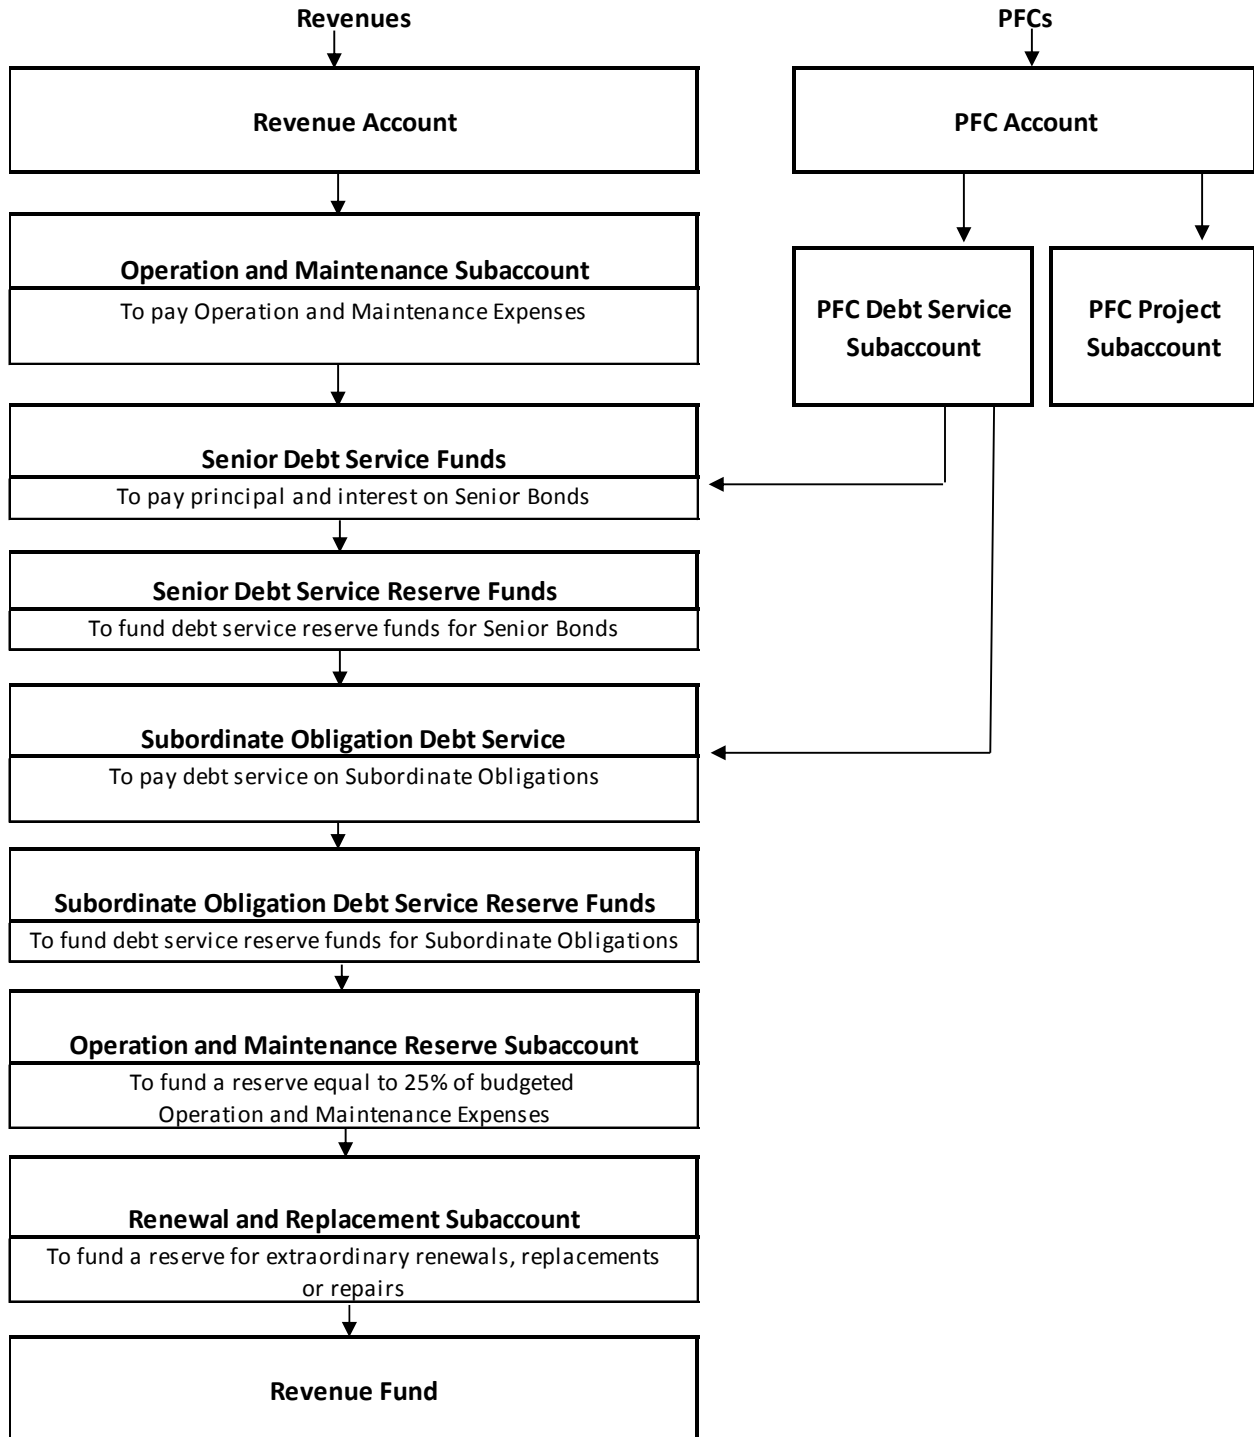 Revenues
PFCs
Revenue Account
PFC Account
Operation and Maintenance Subaccount
To pay Operation and Maintenance Expenses
PFC Debt Service
Subaccount
PFC Project
Subaccount
Senior Debt Service Funds
To pay principal and interest on Senior Bonds
Senior Debt Service Reserve Funds
To fund debt service reserve funds for Senior Bonds
Subordinate Obligation Debt Service
To pay debt service on Subordinate Obligations
Subordinate Obligation Debt Service Reserve Funds
To fund debt service reserve funds for Subordinate Obligations
Operation and Maintenance Reserve Subaccount
To fund a reserve equal to 25% of budgeted
Operation and Maintenance Expenses
Renewal and Replacement Subaccount
To fund a reserve for extraordinary renewals, replacements
or repairs
Revenue Fund